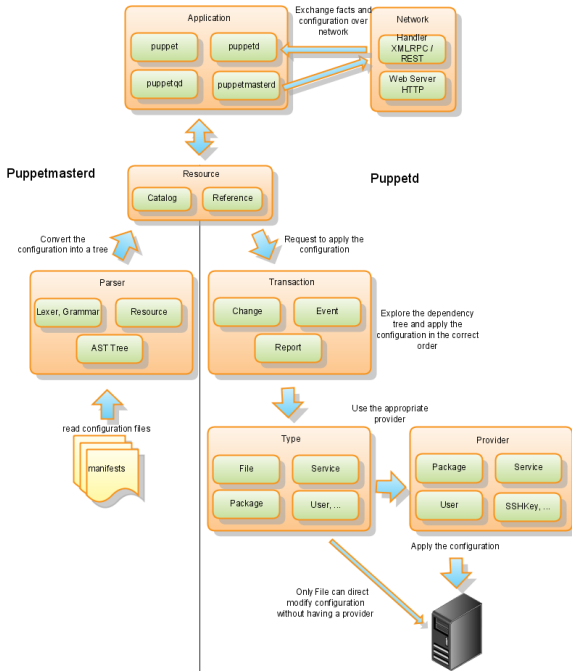 Application
puppet
puppetd
puppetqd
puppetmasterd
Exchange facts and
configuration over
network
Network
Handler
XMLRPC /
REST
Web Server
HTTP
Puppetmasterd
Resource
Catalog
Reference
Puppetd
Convert the
configuration into a tree
Request to apply the
configuration
Parser
Lexer, Grammar
Resource
AST Tree
Transaction
Change
Event
Report
Explore the dependency
tree and apply the
configuration in the correct
order
read configuration files
manifests
Use the appropriate
provider
Type
File
Service
Package
User, ...
Provider
Package
Service
User
SSHKey, ...
Apply the configuration
Only File can direct
modify configuration
without having a provider